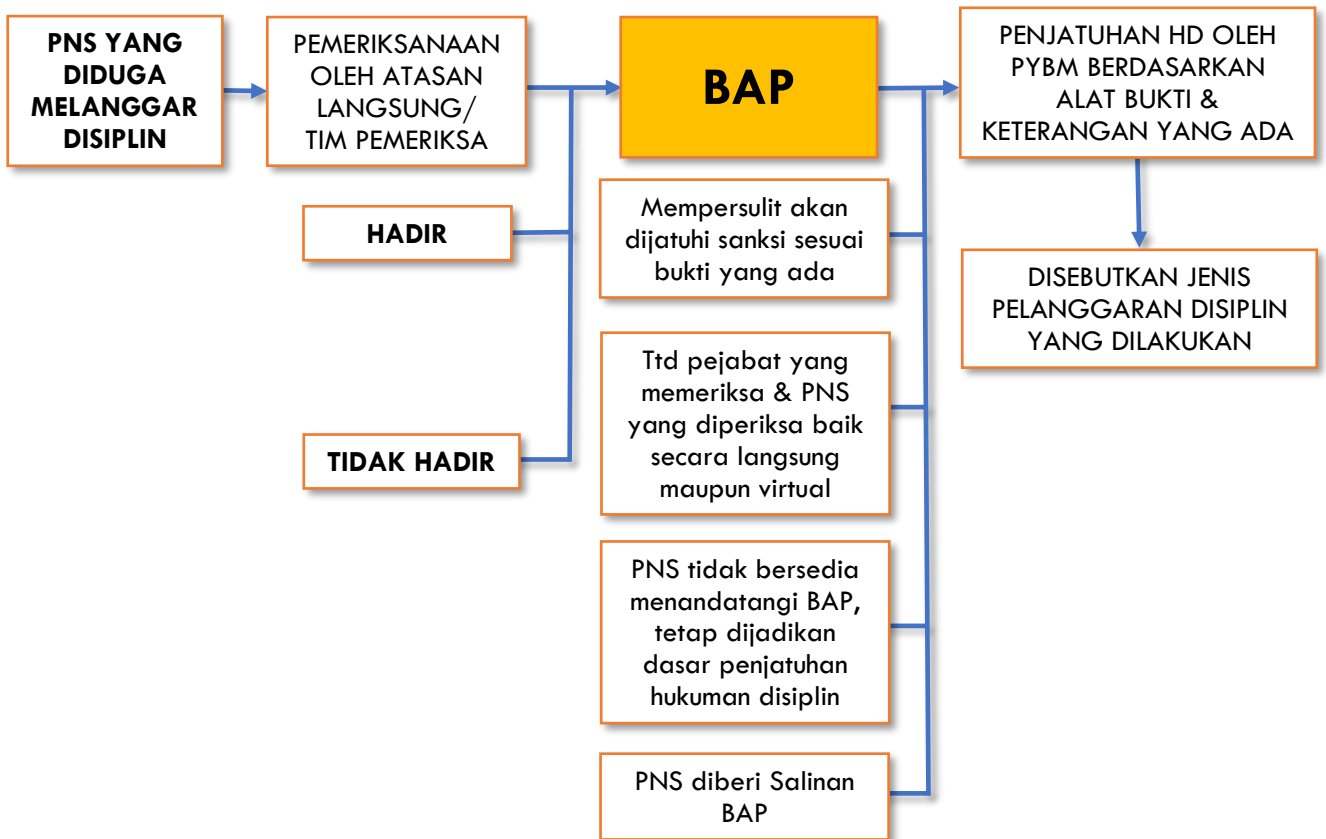 PNS YANG
DIDUGA
MELANGGAR
DISIPLIN
PEMERIKSANAAN
OLEH ATASAN
LANGSUNG/
TIM PEMERIKSA
HADIR
TIDAK HADIR
BAP
Mempersulit akan
dijatuhi sanksi sesuai
bukti yang ada
Ttd pejabat yang
memeriksa & PNS
yang diperiksa baik
secara langsung
maupun virtual
PNS tidak bersedia
menandatangi BAP,
tetap dijadikan
dasar penjatuhan
hukuman disiplin
PNS diberi Salinan
BAP
PENJATUHAN HD OLEH
PYBM BERDASARKAN
ALAT BUKTI &
KETERANGAN YANG ADA
DISEBUTKAN JENIS
PELANGGARAN DISIPLIN
YANG DILAKUKAN